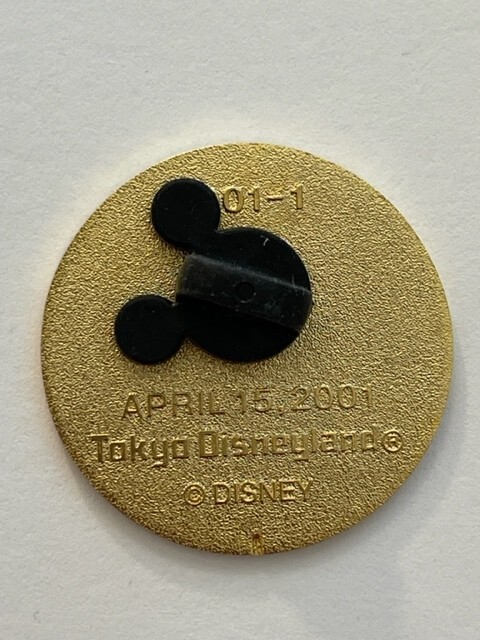 01-1
APRIL 15, 2001
Tokyo Disneyland®
© DISNEY